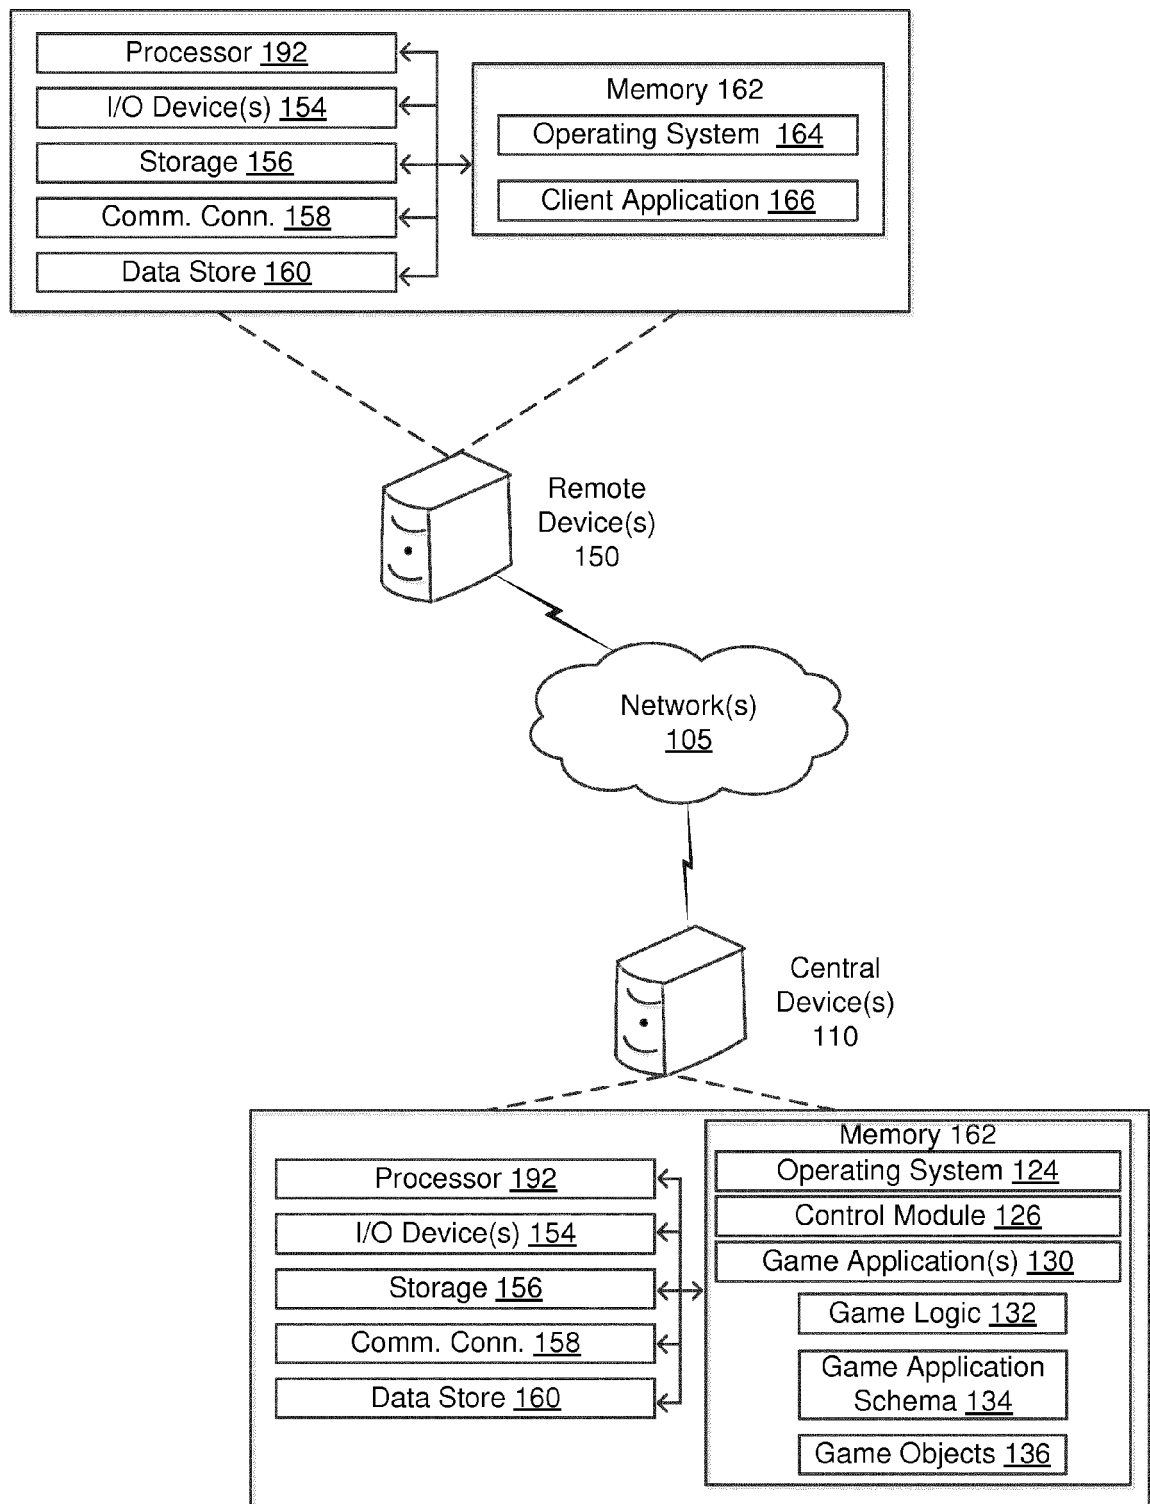 Processor 192
I/O Device(s) 154
Storage 156
Comm. Conn. 158
Data Store 160
Memory 162
Operating System 164
Client Application 166
Remote
Device(s)
150
Network(s)
105
Central
Device(s)
110
Processor 192
I/O Device(s) 154
Storage 156
Comm. Conn. 158
Data Store 160
Memory 162
Operating System 124
Control Module 126
Game Application(s) 130
Game Logic 132
Game Application
Schema 134
Game Objects 136